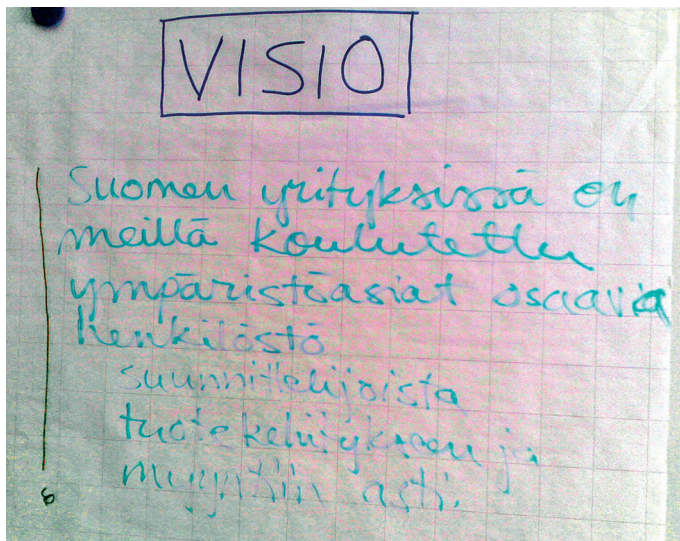 VISIO
Suomen yrityksissä on
meillä koulutettu
ympäristöasiat osaava
henkilöstö
suunnittelijoista
tuotekehitykseen ja
myyntiin asti.
6